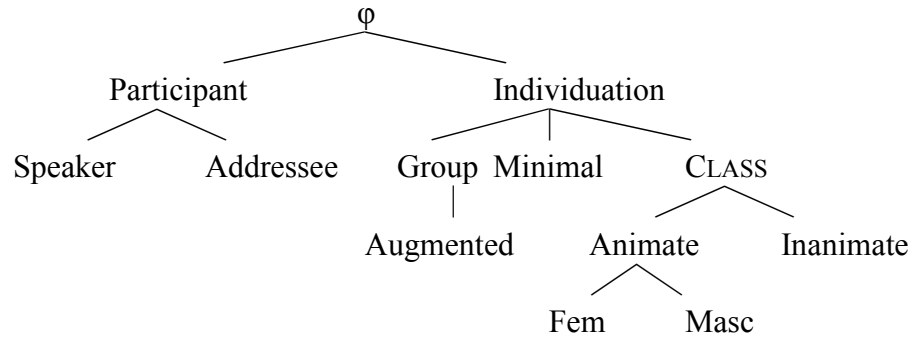 φ
Participant Individuation
Speaker Addressee Group Minimal CLASS
Augmented Animate Inanimate
Fem Masc